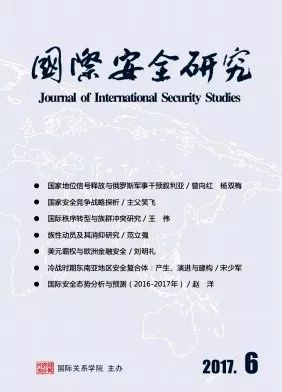 國際安全研究
Journal of International Security Studies
● 国家地位信号释放与俄罗斯军事干预叙利亚 / 曾向红 杨双梅
● 国家安全竞争战略探析 / 主父笑飞
● 国际秩序转型与族群冲突研究 / 王 伟
● 族性动员及其消抑研究 / 范立强
● 美元霸权与欧洲金融安全 / 刘明礼
● 冷战时期东南亚地区安全复合体:产生、演进与建构 / 宋少军
● 国际安全态势分析与预测(2016-2017年) / 赵 洋
国际关系学院 主办
2017. 6